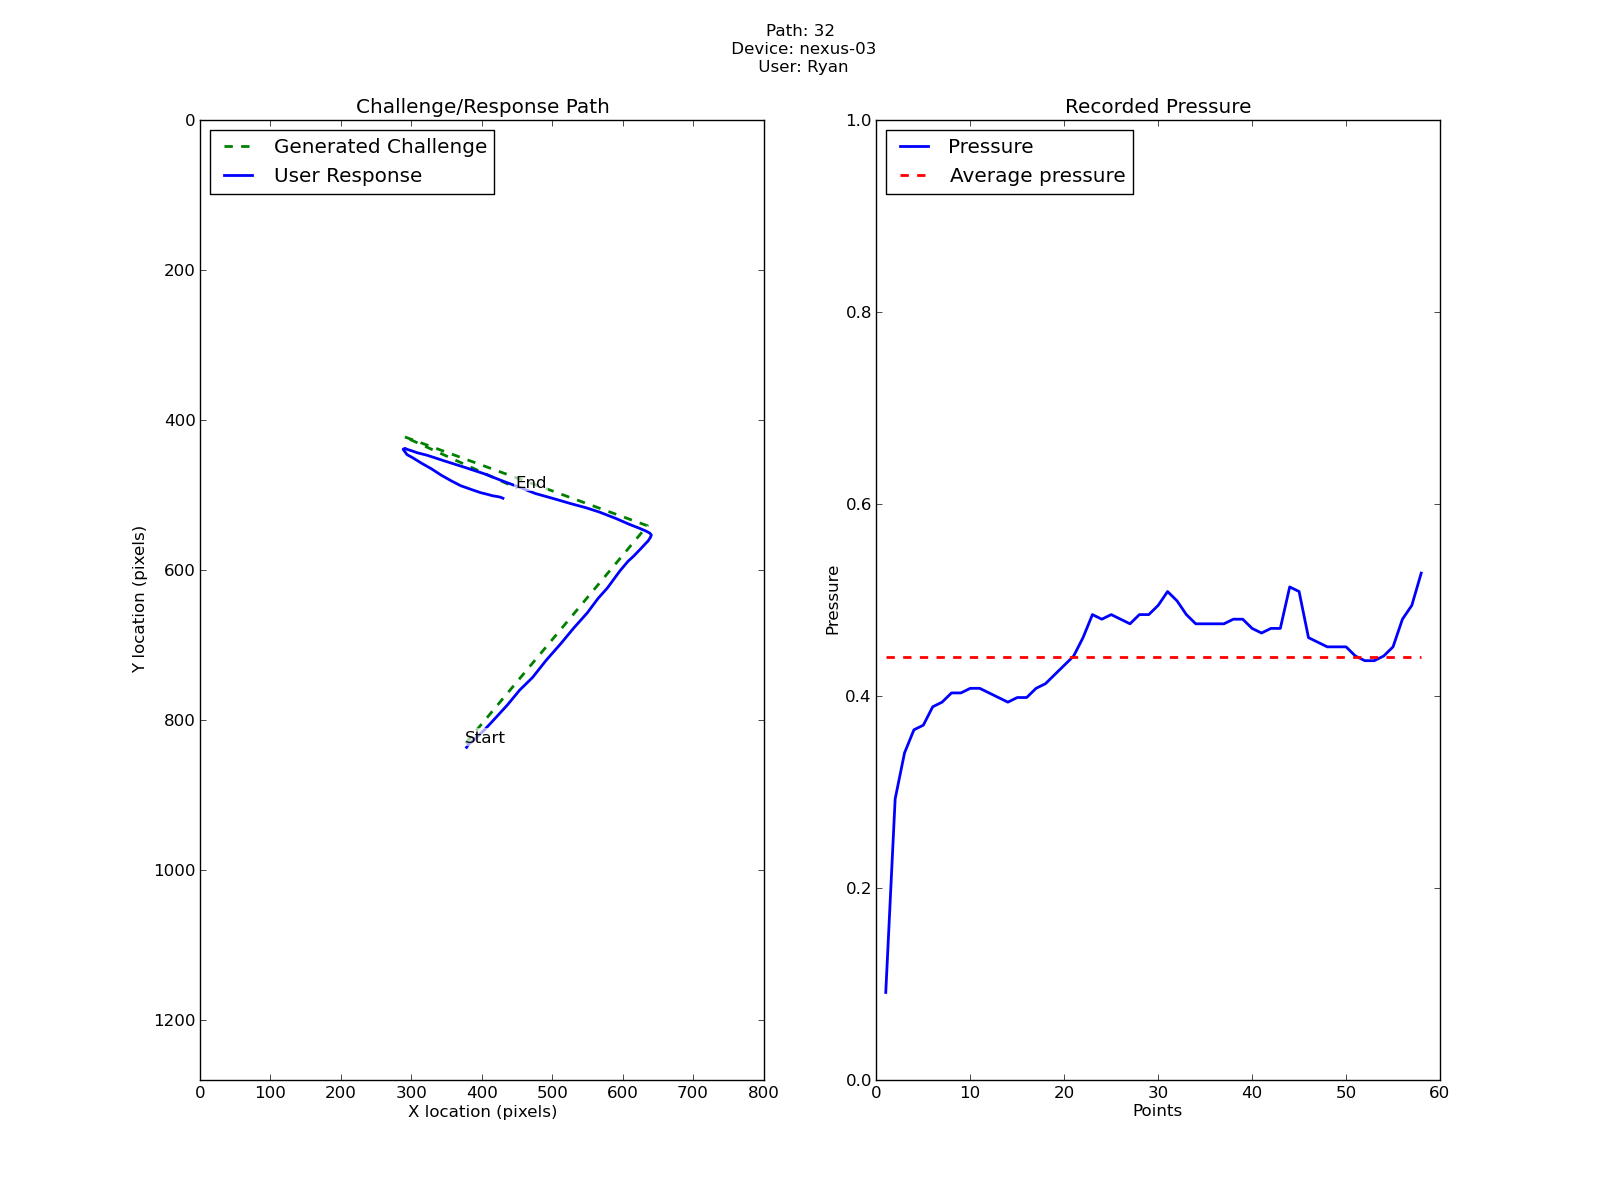 Path: 32
Device: nexus-03
User: Ryan
Challenge/Response Path
Generated Challenge
User Response
0
200
400
600
800
1000
1200
Y location (pixels)
End
Start
0 100 200 300 400 500 600 700 800
X location (pixels)
Recorded Pressure
Pressure
Average pressure
1.0
0.8
0.6
0.4
0.2
0.0
Pressure
0 10 20 30 40 50 60
Points